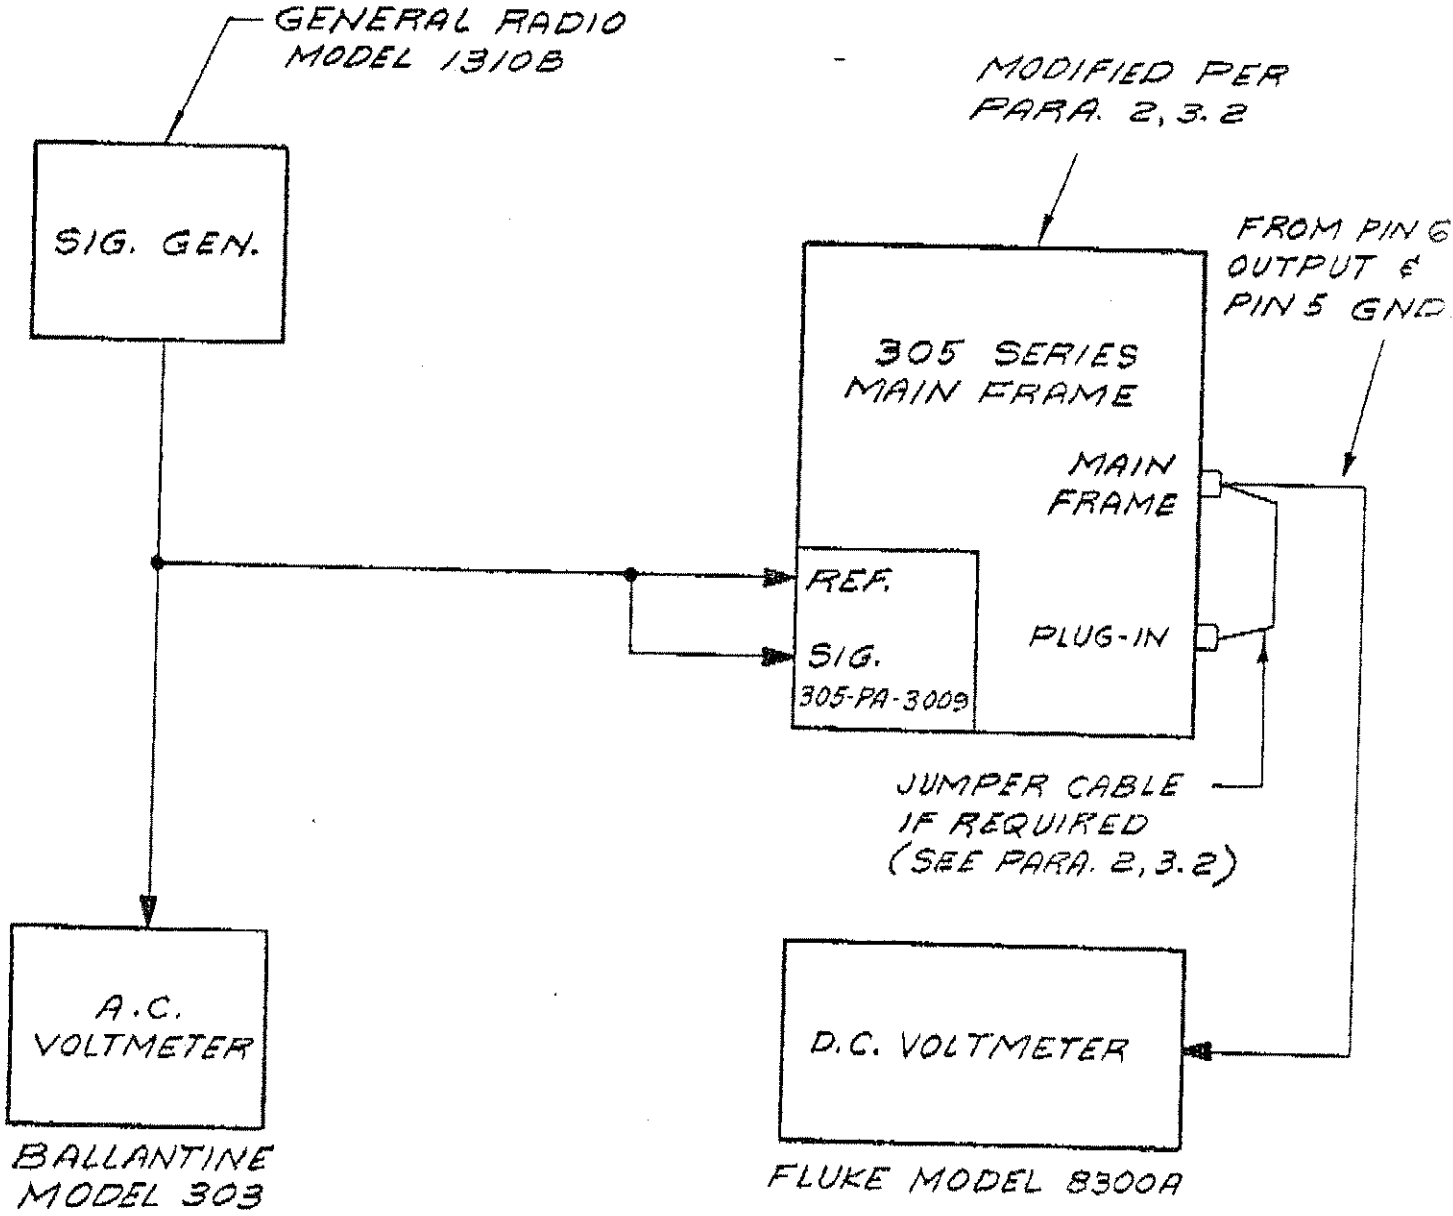 GENERAL RADIO
MODEL 1310B
MODIFIED PER
PARA. 2, 3.2
SIG. GEN.
FROM PIN 6
OUTPUT &
PIN 5 GND.
305 SERIES
MAIN FRAME
MAIN
FRAME
REF.
PLUG-IN
SIG.
305-PA-3009
JUMPER CABLE
IF REQUIRED
(SEE PARA. 2, 3.2)
A.C.
VOLTMETER
D.C. VOLTMETER
BALLANTINE
MODEL 303
FLUKE MODEL 8300A